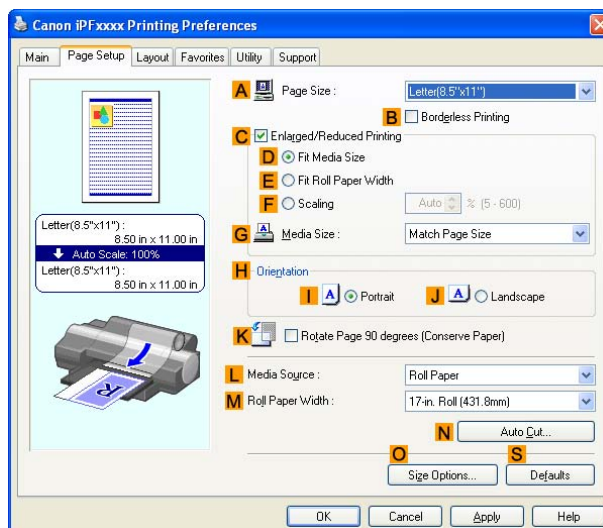 Canon iPFxxxx Printing Preferences
Main Page Setup Layout Favorites Utility Support
A Page Size : Letter(8.5"x11")
B Borderless Printing
C Enlarged/Reduced Printing
D Fit Media Size
E Fit Roll Paper Width
F Scaling Auto % (5 - 600)
G Media Size : Match Page Size
Letter(8.5"x11") :
8.50 in x 11.00 in
Auto Scale: 100%
Letter(8.5"x11") :
8.50 in x 11.00 in
H Orientation
I A Portrait J A Landscape
K Rotate Page 90 degrees (Conserve Paper)
R
L Media Source : Roll Paper
M Roll Paper Width : 17-in. Roll (431.8mm)
N Auto Cut...
O S
Size Options... Defaults
OK Cancel Apply Help